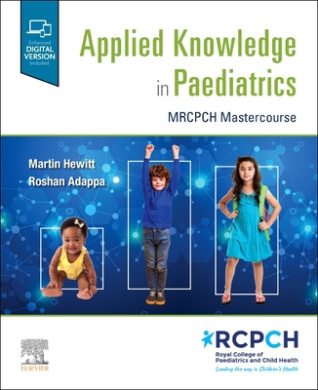 Enhanced
DIGITAL
VERSION
Included
Applied Knowledge
in Paediatrics
MRCPCH Mastercourse
Martin Hewitt
Roshan Adappa
ELSEVIER
RCPCH
Royal College of
Paediatrics and Child Health
Leading the way in Children's Health